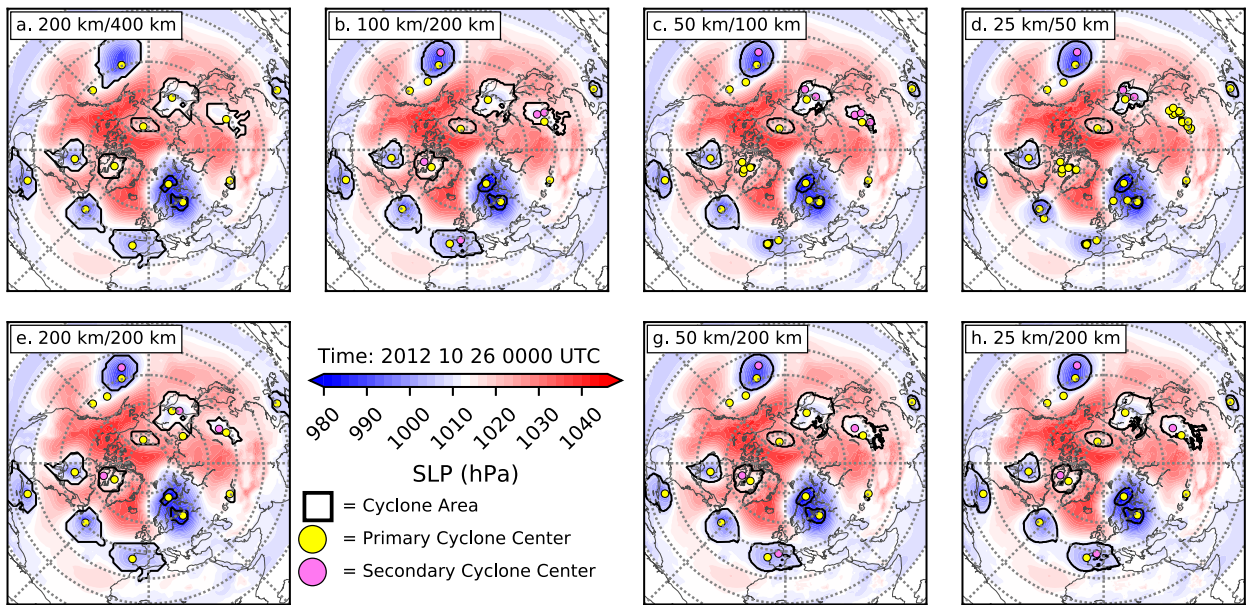 a. 200 km/400 km
b. 100 km/200 km
c. 50 km/100 km
d. 25 km/50 km
e. 200 km/200 km
Time: 2012 10 26 0000 UTC
980 990 1000 1010 1020 1030 1040
SLP (hPa)
= Cyclone Area
= Primary Cyclone Center
= Secondary Cyclone Center
g. 50 km/200 km
h. 25 km/200 km